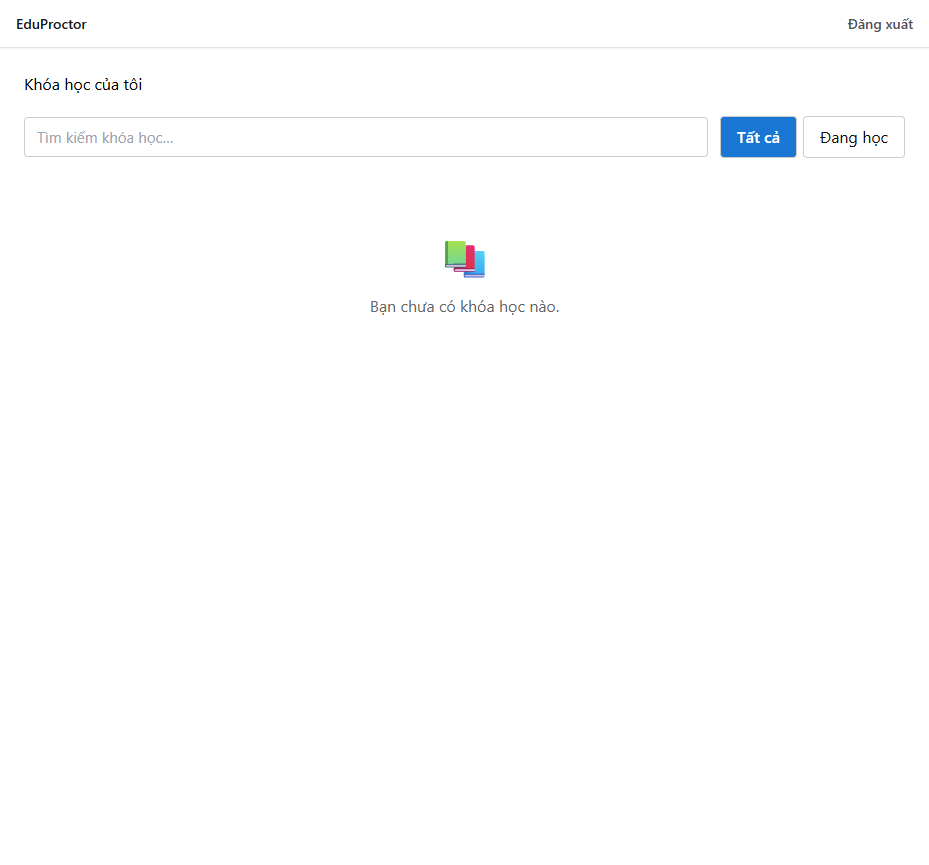 EduProctor
Đăng xuất
Khóa học của tôi
Tìm kiếm khóa học...
Tất cả
Đang học
Bạn chưa có khóa học nào.